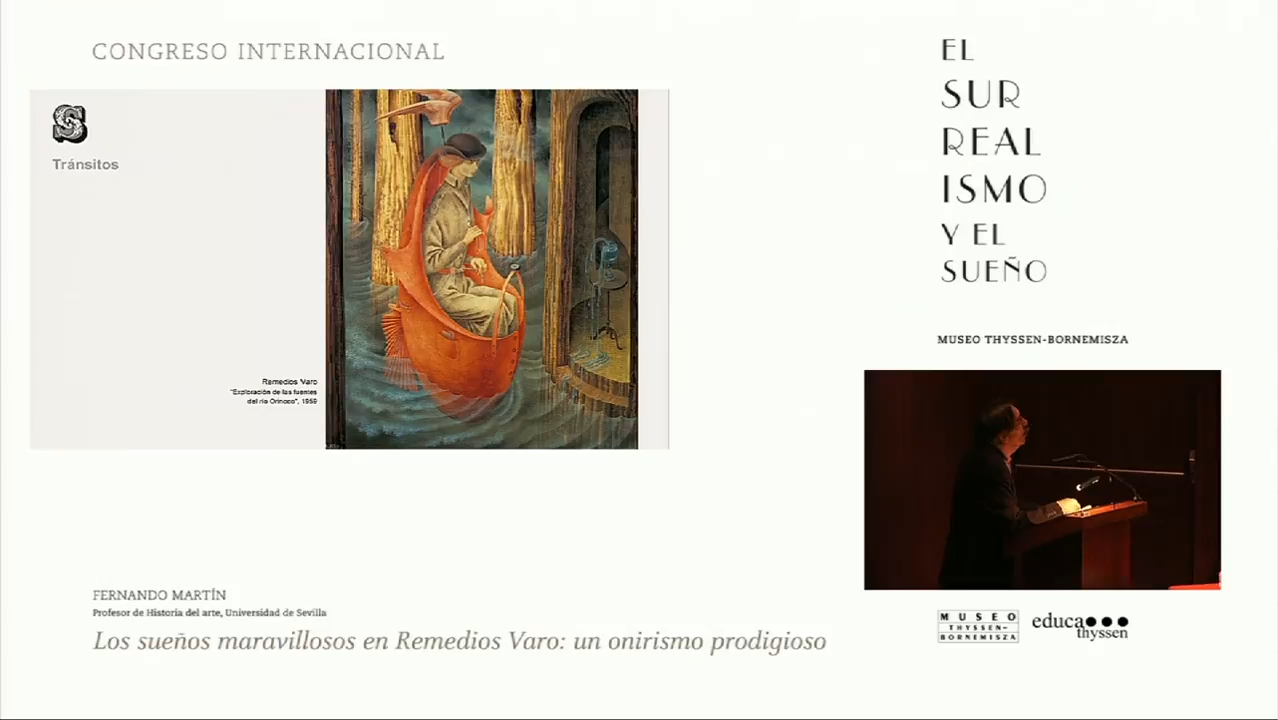 CONGRESO INTERNACIONAL
S
Tránsitos
Remedios Varo
"Exploración de las fuentes
del río Orinoco", 1959
EL
SUR
REAL
ISMO
Y EL
SUEÑO
MUSEO THYSSEN-BORNEMISZA
FERNANDO MARTÍN
Profesor de Historia del arte, Universidad de Sevilla
Los sueños maravillosos en Remedios Varo: un onirismo prodigioso
MUSEO
THYSSEN-
BORNEMISZA
educa
thyssen